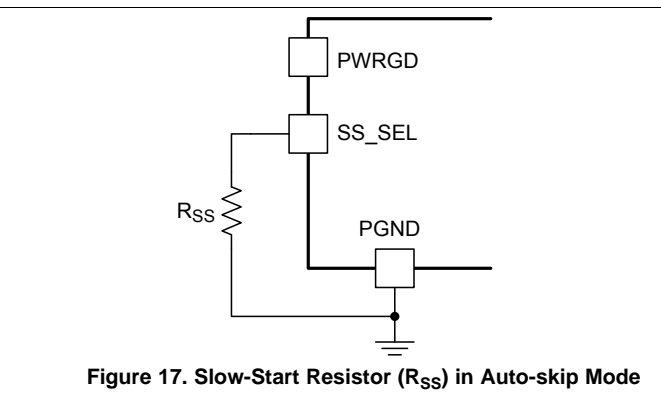 PWRGD
SS_SEL
RSS
PGND
Figure 17. Slow-Start Resistor (RSS) in Auto-skip Mode